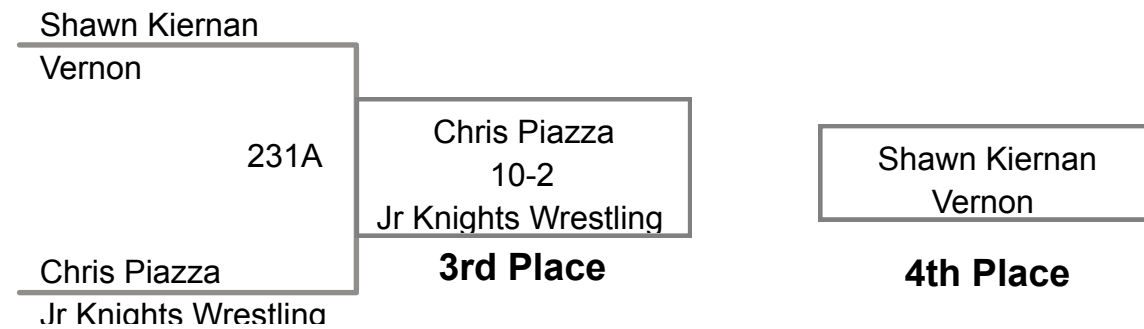 Shawn Kiernan
Vernon
231A
Chris Piazza
Jr Knights Wrestling
Chris Piazza
10-2
Jr Knights Wrestling
3rd Place
Shawn Kiernan
Vernon
4th Place